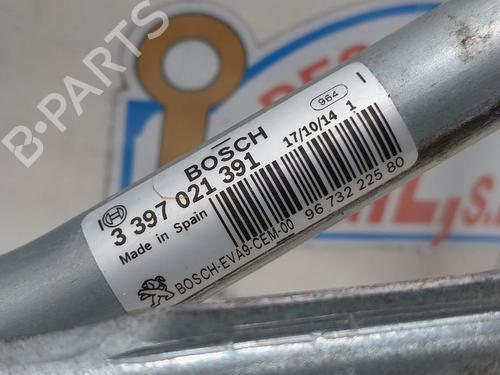 B-PARTS
964
I
BOSCH
17/10/14 1
I
3 397 021 391
Made in Spain
BOSCH-EVA9-CEM-00
96 732 225 80